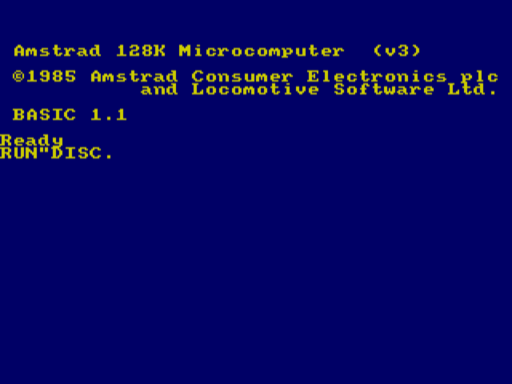 Amstrad 128K Microcomputer (v3)
©1985 Amstrad Consumer Electronics plc
and Locomotive Software Ltd.
BASIC 1.1
Ready
RUN"DISC.